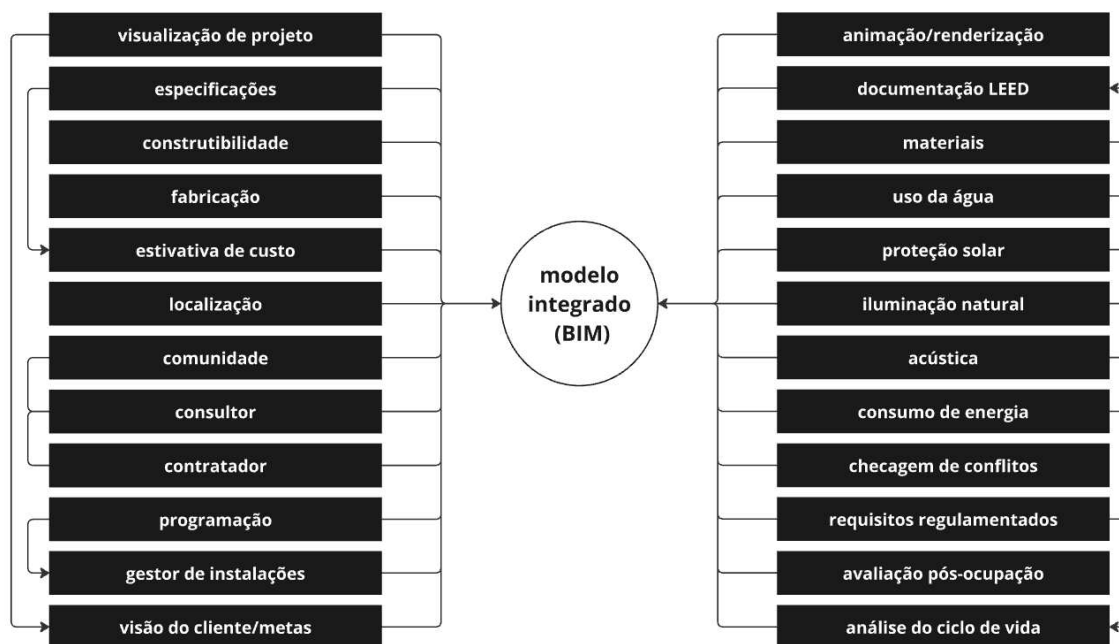 visualização de projeto
especificações
construtibilidade
fabricação
estivativa de custo
localização
comunidade
consultor
contratador
programação
gestor de instalações
visão do cliente/metas
modelo
integrado
(BIM)
animação/renderização
documentação LEED
materiais
uso da água
proteção solar
iluminação natural
acústica
consumo de energia
checagem de conflitos
requisitos regulamentados
avaliação pós-ocupação
análise do ciclo de vida